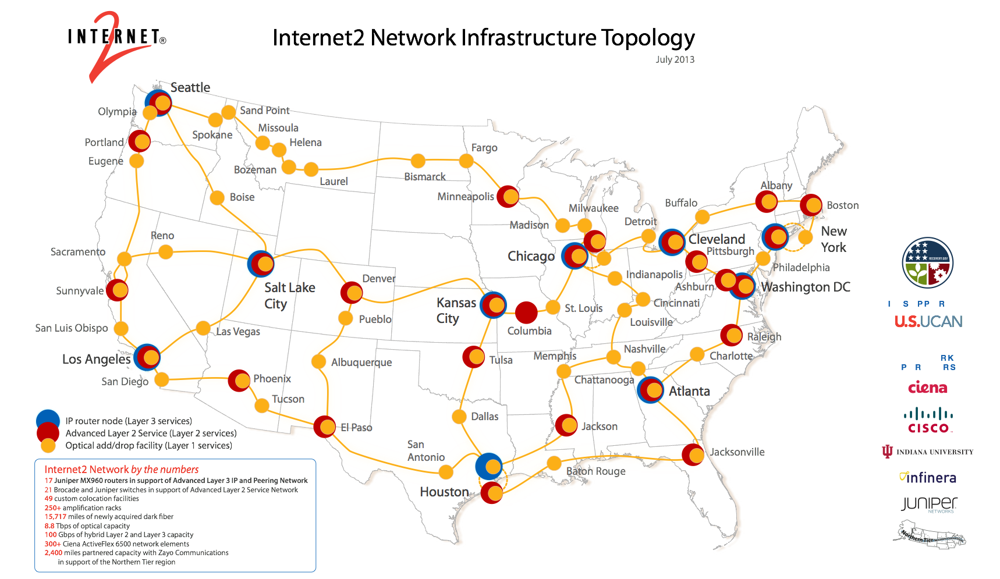 INTERNET®
2
Internet2 Network Infrastructure Topology
July 2013
Seattle
Olympia
Sand Point
Missoula
Spokane
Portland
Helena
Eugene
Bozeman
Laurel
Boise
Fargo
Bismarck
Minneapolis
Milwaukee
Madison
Detroit
Buffalo
Albany
Boston
New
York
Cleveland
Pittsburgh
Chicago
Philadelphia
Reno
Sacramento
Indianapolis
Ashburn
Washington DC
Denver
Sunnyvale
Salt Lake
City
Kansas
City
St. Louis
Cincinnati
Pueblo
Louisville
Columbia
San Luis Obispo
Las Vegas
Raleigh
Los Angeles
Albuquerque
Tulsa
Memphis
Nashville
Charlotte
San Diego
Phoenix
Chattanooga
Atlanta
Tucson
Dallas
El Paso
Jackson
San
Antonio
Jacksonville
Baton Rouge
Houston
IP router node (Layer 3 services)
Advanced Layer 2 Service (Layer 2 services)
Optical add/drop facility (Layer 1 services)
Internet2 Network by the numbers
17 Juniper MX960 routers in support of Advanced Layer 3 IP and Peering Network
21 Brocade and Juniper switches in support of Advanced Layer 2 Service Network
49 custom colocation facilities
250+ amplification racks
15,717 miles of newly acquired dark fiber
8.8 Tbps of optical capacity
100 Gbps of hybrid Layer 2 and Layer 3 capacity
300+ Ciena ActiveFlex 6500 network elements
2,400 miles partnered capacity with Zayo Communications
in support of the Northern Tier region
RECOVERY.GOV
I S PP R
U.S.UCAN
RK
P R RS
ciena
CISCO
INDIANA UNIVERSITY
infinera
JUNIPER
NETWORKS
Northern Tier